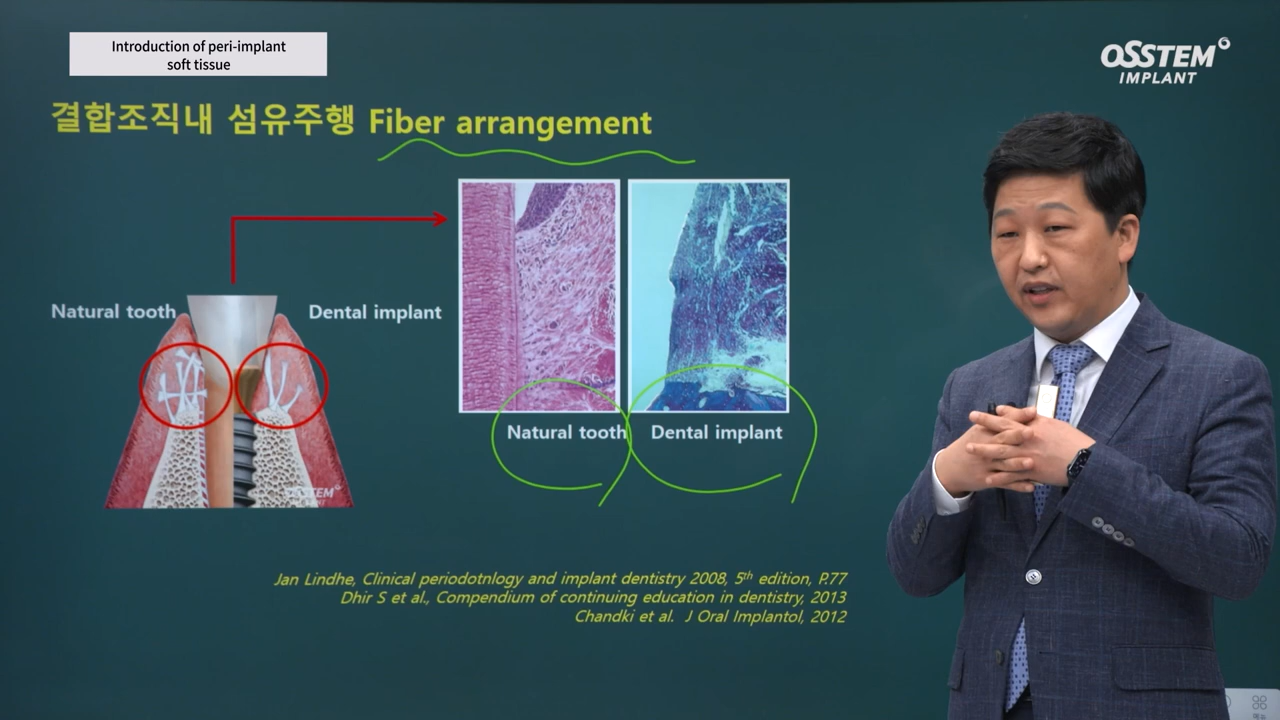 Introduction of peri-implant
soft tissue
OSSTEM
IMPLANT
결합조직내 섬유주행 Fiber arrangement
Natural tooth
Dental implant
OSSTEM
IMPLANT
Natural tooth
Dental implant
Jan Lindhe, Clinical periodotnlogy and implant dentistry 2008, 5th edition, P.77
Dhir S et al., Compendium of continuing education in dentistry, 2013
Chandki et al. J Oral Implantol, 2012